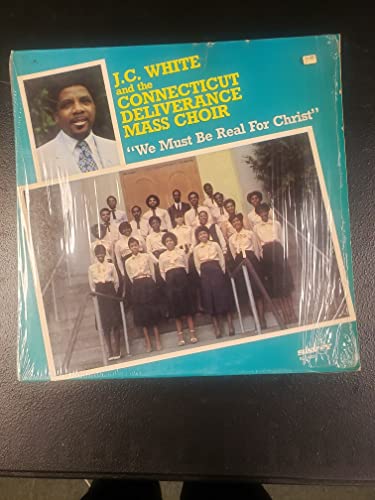 J.C. WHITE
and the
CONNECTICUT
DELIVERANCE
MASS CHOIR
"We Must Be Real For Christ"